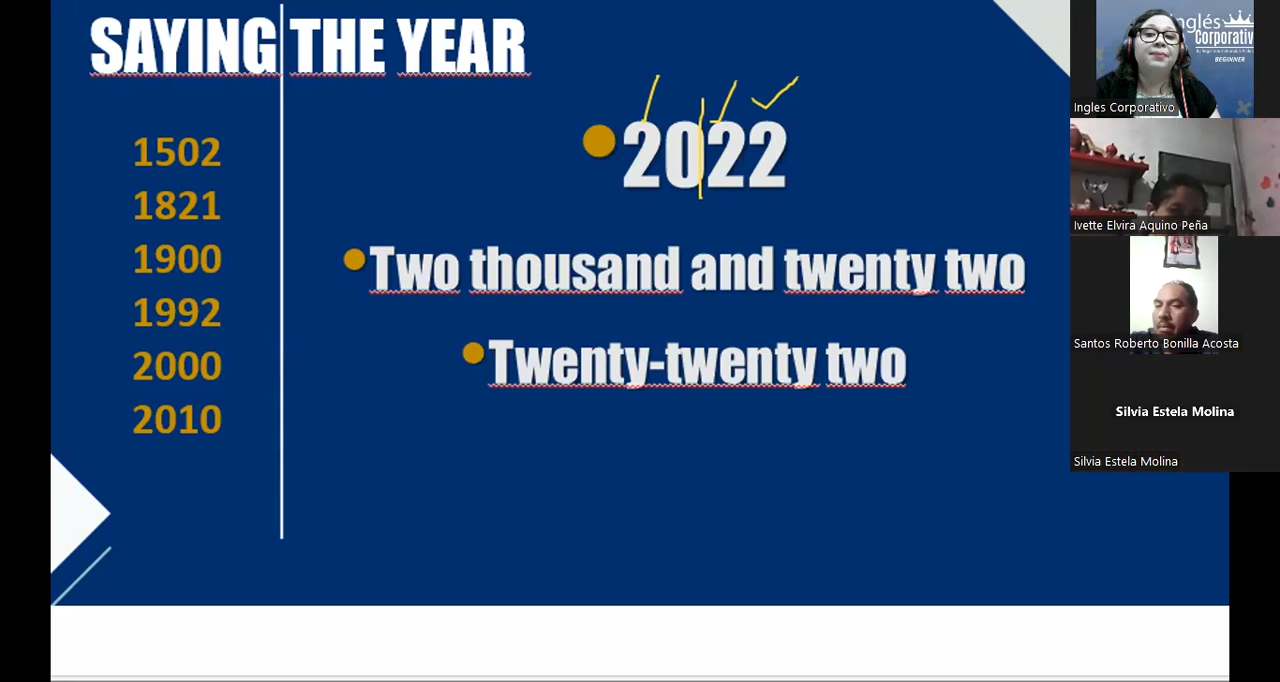 SAYING THE YEAR
1502
1821
1900
1992
2000
2010
2022
Two thousand and twenty two
Twenty-twenty two
inglés
Corporativ
BEGINNER
Ingles Corporativo
Ivette Elvira Aquino Peña
Santos Roberto Bonilla Acosta
Silvia Estela Molina
Silvia Estela Molina